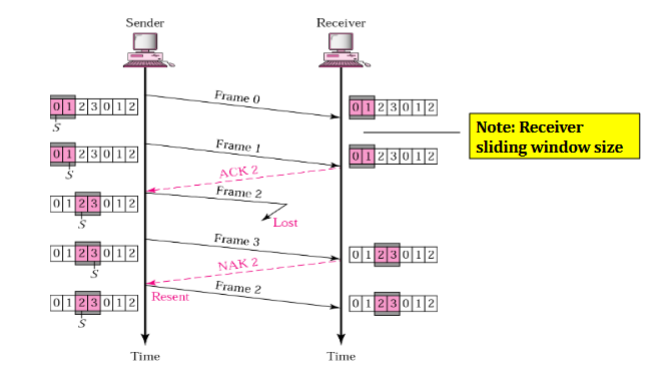 Sender Receiver
Frame 0
0 1 2 3 0 1 2 0 1 2 3 0 1 2
S
Note: Receiver
sliding window size
Frame 1
0 1 2 3 0 1 2 0 1 2 3 0 1 2
S
ACK 2
Frame 2
0 1 2 3 0 1 2
S
Lost
Frame 3
0 1 2 3 0 1 2 0 1 2 3 0 1 2
S
NAK 2
Resent Frame 2
0 1 2 3 0 1 2 0 1 2 3 0 1 2
S
Time Time